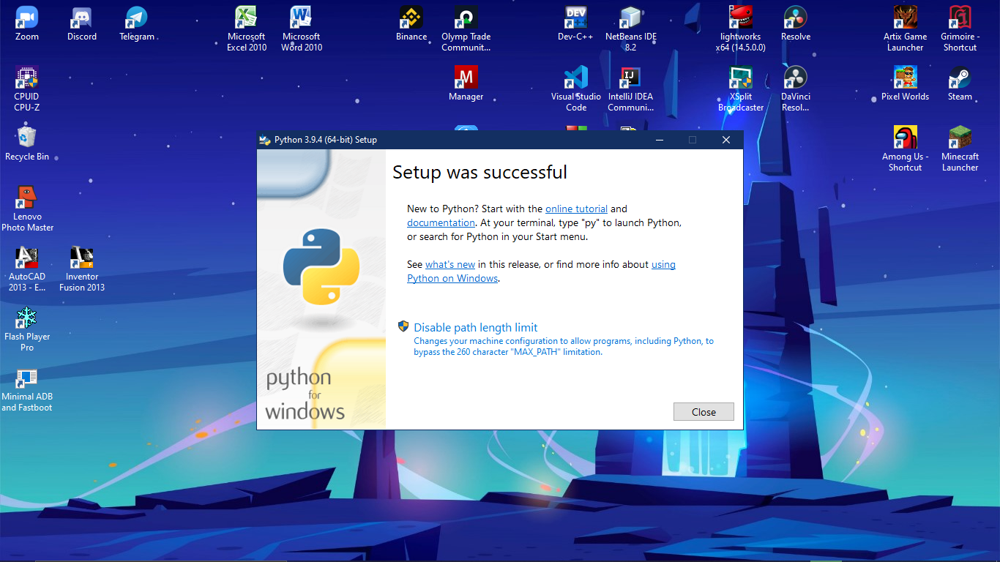 Zoom
Discord
Telegram
Microsoft
Excel 2010
Microsoft
Word 2010
Binance
Olymp Trade
Communit...
DEV
Dev-C++
NetBeans IDE
8.2
lightworks
x64 (14.5.0.0)
Resolve
Artix Game
Launcher
Grimoire -
Shortcut
CPUID
CPU-Z
M
Manager
Visual Studio
Code
IJ
IntelliJ IDEA
Communi...
XSplit
Broadcaster
DaVinci
Resol...
Pixel Worlds
Steam
Recycle Bin
Among Us -
Shortcut
Minecraft
Launcher
Lenovo
Photo Master
AutoCAD
2013 - E...
Inventor
Fusion 2013
Flash Player
Pro
Minimal ADB
and Fastboot
Python 3.9.4 (64-bit) Setup
Setup was successful
New to Python? Start with the online tutorial and
documentation. At your terminal, type "py" to launch Python,
or search for Python in your Start menu.
See what's new in this release, or find more info about using
Python on Windows.
Disable path length limit
Changes your machine configuration to allow programs, including Python, to
bypass the 260 character "MAX_PATH" limitation.
python
for
windows
Close